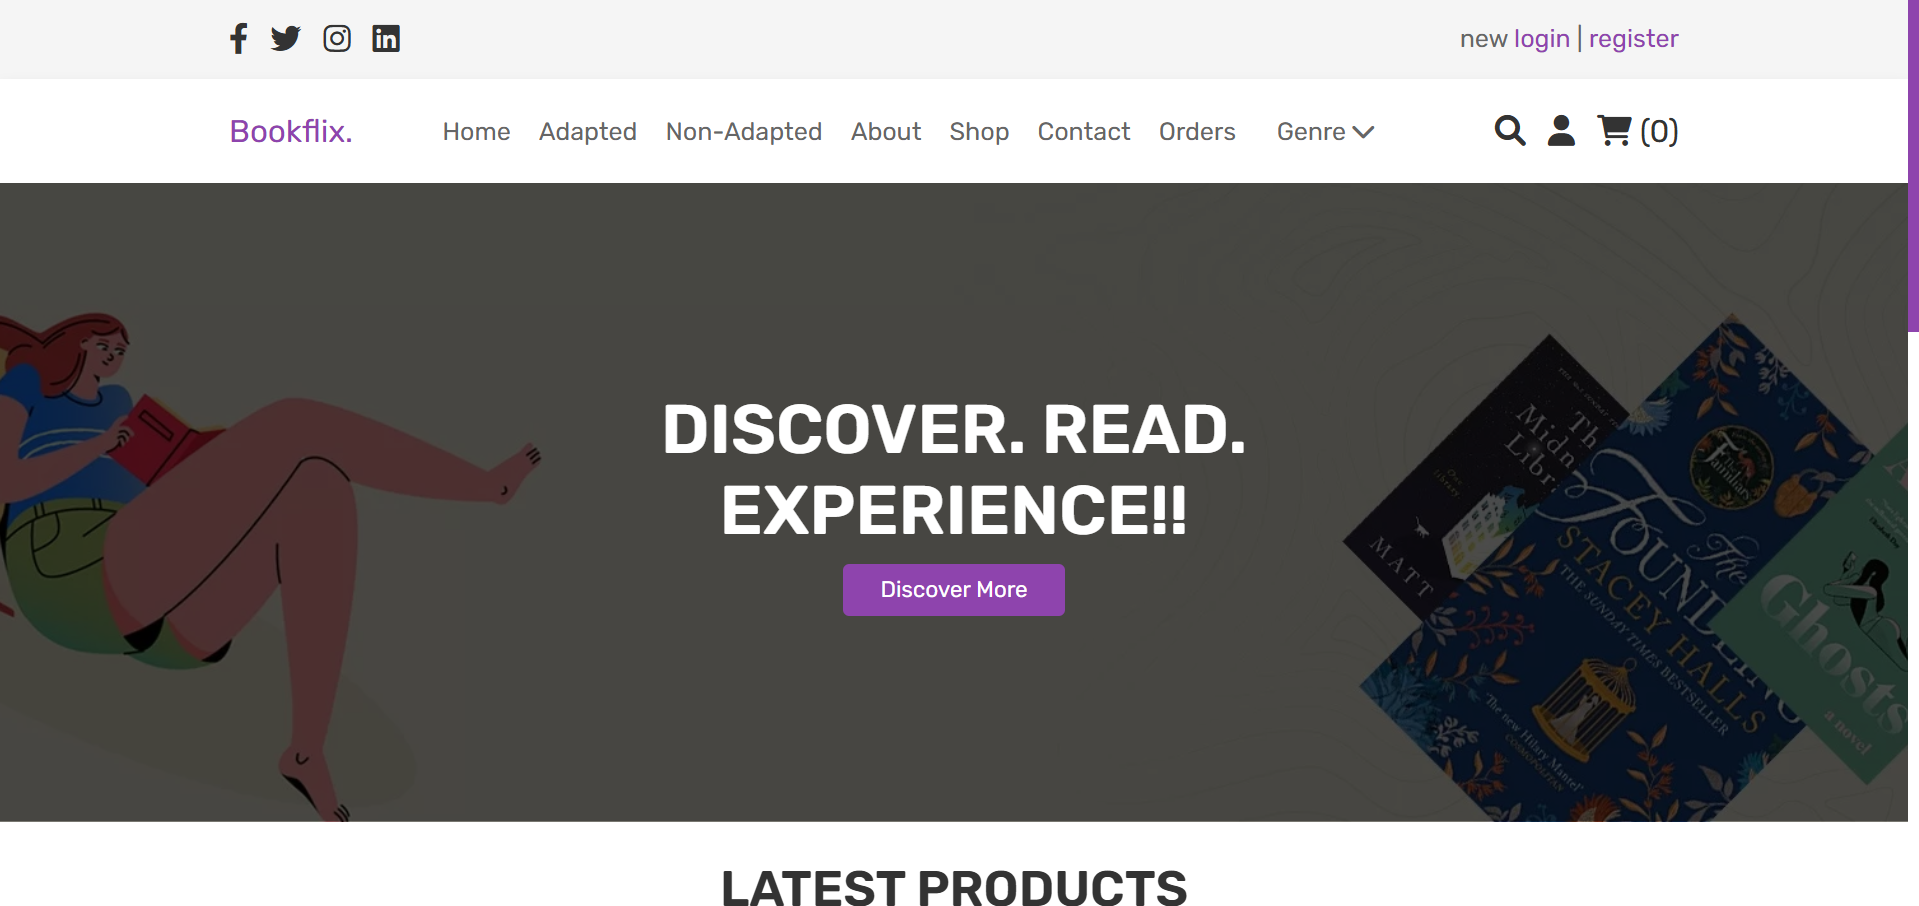 new login | register
Bookflix.
Home Adapted Non-Adapted About Shop Contact Orders Genre (0)
DISCOVER. READ.
EXPERIENCE!!
Discover More
The
Midn
Libr
MATT
The Familiars
The
FOUNDLING
STACEY HALLS
THE SUNDAY TIMES BESTSELLER
"The new Hilary Mantel"
COSMOPOLITAN
Ghosts
a novel
LATEST PRODUCTS